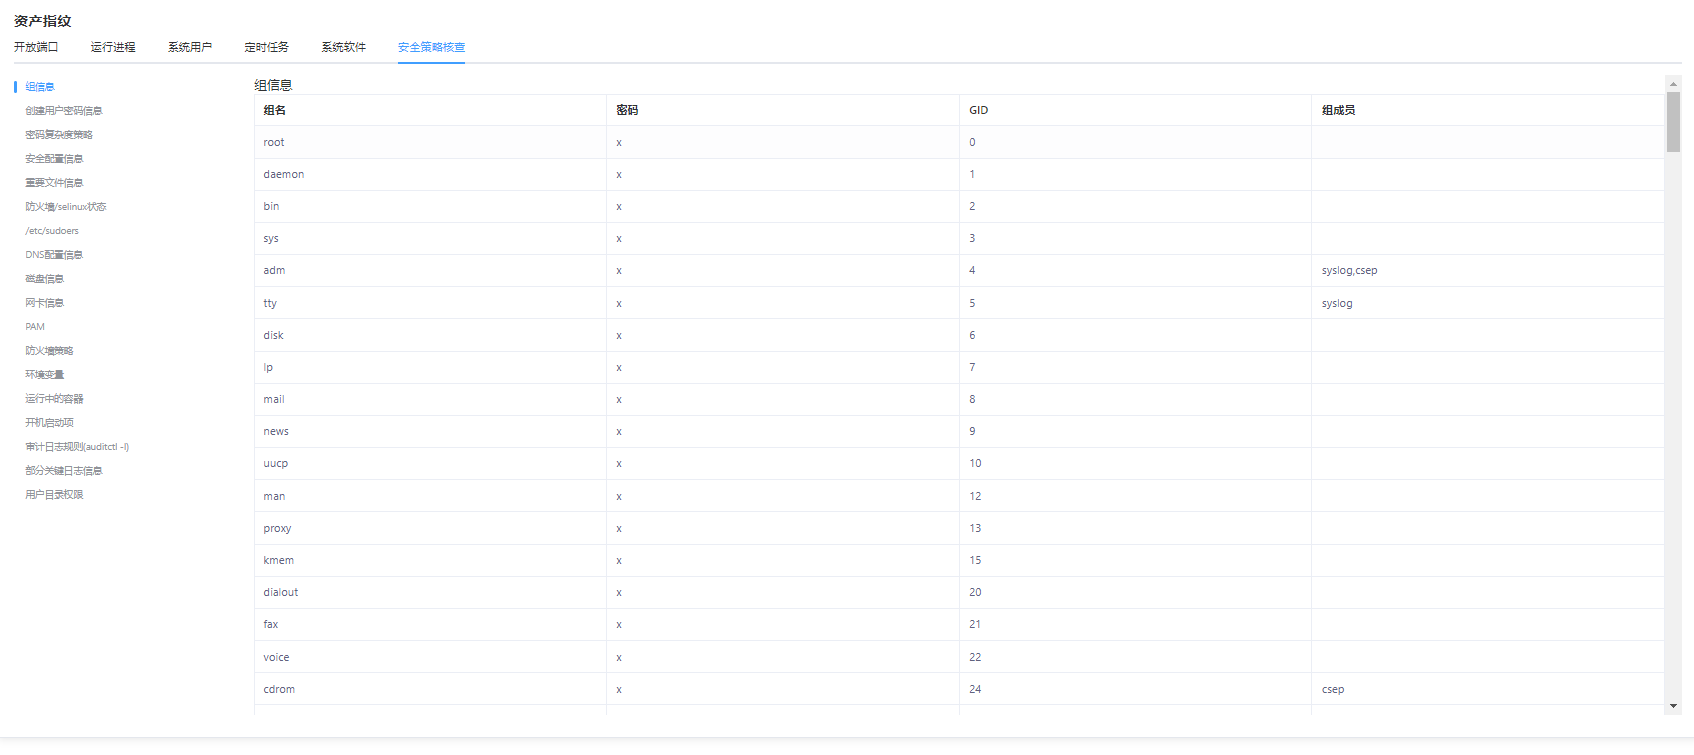 资产指纹
开放端口 运行进程 系统用户 定时任务 系统软件 安全策略核查
组信息
创建用户密码信息
密码复杂度策略
安全配置信息
重要文件信息
防火墙/selinux状态
/etc/sudoers
DNS配置信息
磁盘信息
网卡信息
PAM
防火墙策略
环境变量
运行中的容器
开机启动项
审计日志规则(auditctl -l)
部分关键日志信息
用户目录权限
组信息
组名 密码 GID 组成员
root x 0
daemon x 1
bin x 2
sys x 3
adm x 4 syslog,csep
tty x 5 syslog
disk x 6
lp x 7
mail x 8
news x 9
uucp x 10
man x 12
proxy x 13
kmem x 15
dialout x 20
fax x 21
voice x 22
cdrom x 24 csep